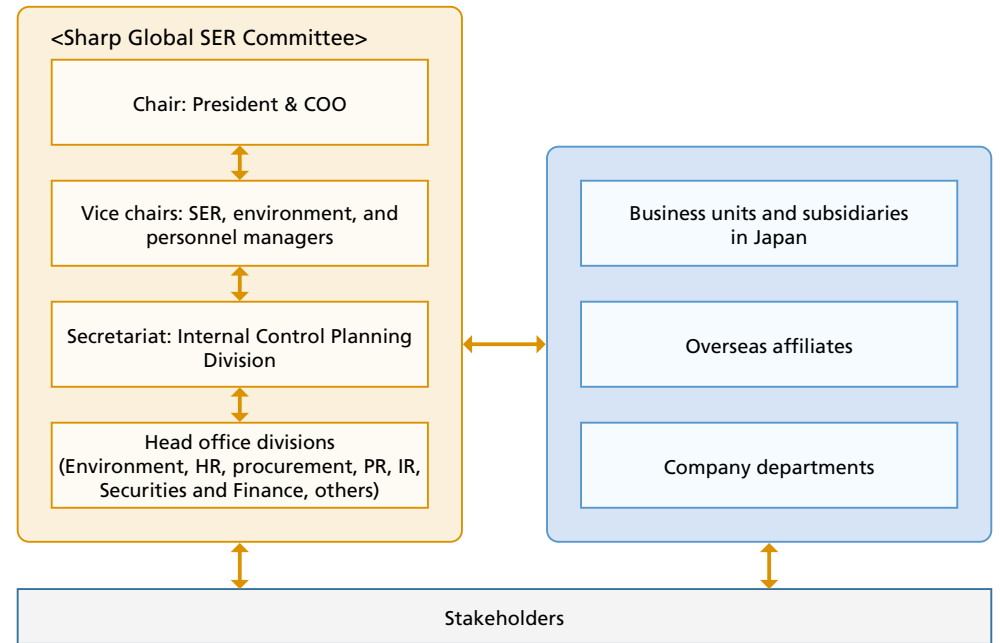 <Sharp Global SER Committee>
Chair: President & COO
Vice chairs: SER, environment, and
personnel managers
Secretariat: Internal Control Planning
Division
Head office divisions
(Environment, HR, procurement, PR, IR,
Securities and Finance, others)
Business units and subsidiaries
in Japan
Overseas affiliates
Company departments
Stakeholders